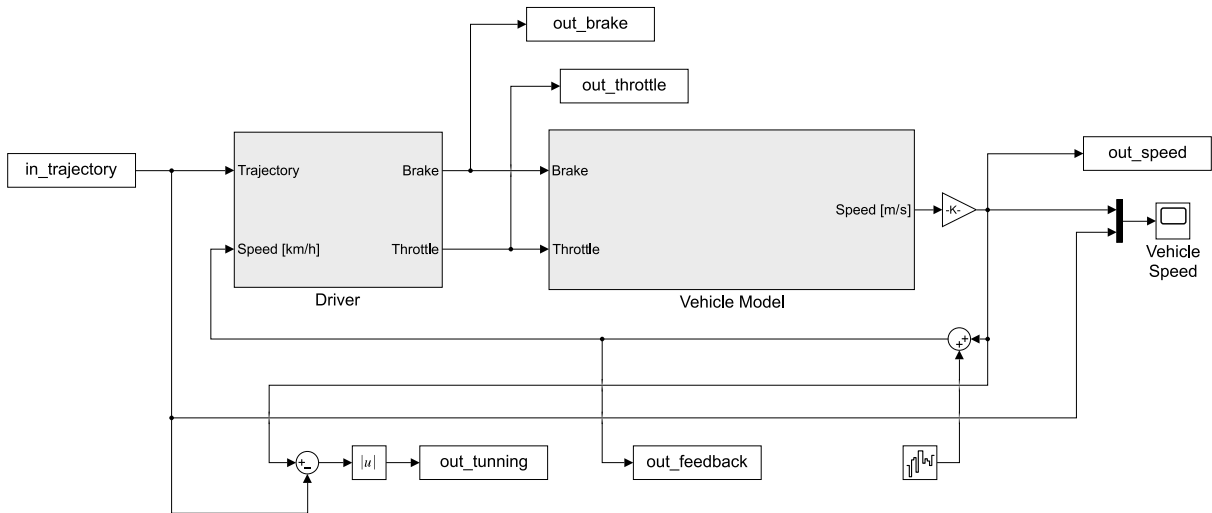 out_brake
out_throttle
in_trajectory
Trajectory
Brake
Speed [km/h]
Throttle
Driver
Brake
Throttle
Speed [m/s]
Vehicle Model
-K-
out_speed
Vehicle
Speed
+
+
+
-
|u|
out_tunning
out_feedback